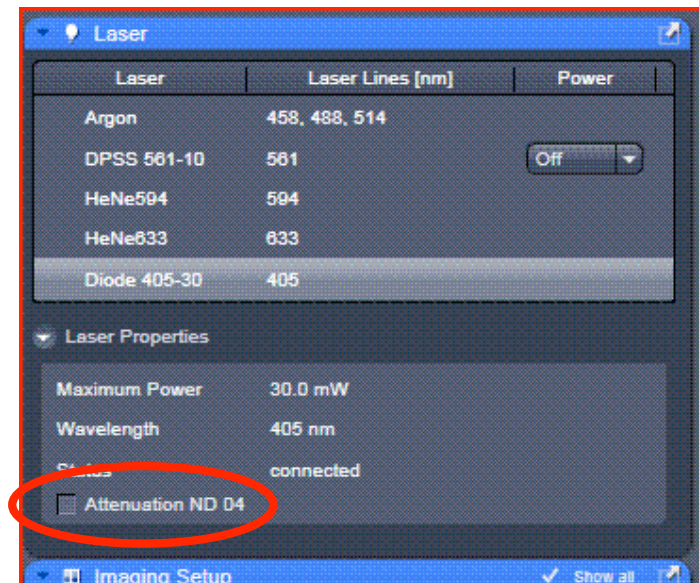 Laser
Laser Laser Lines [nm] Power
Argon 458, 488, 514
DPSS 561-10 561 Off
HeNe594 594
HeNe633 633
Diode 405-30 405
Laser Properties
Maximum Power 30.0 mW
Wavelength 405 nm
Status connected
Attenuation ND 04
Imaging Setup Show all